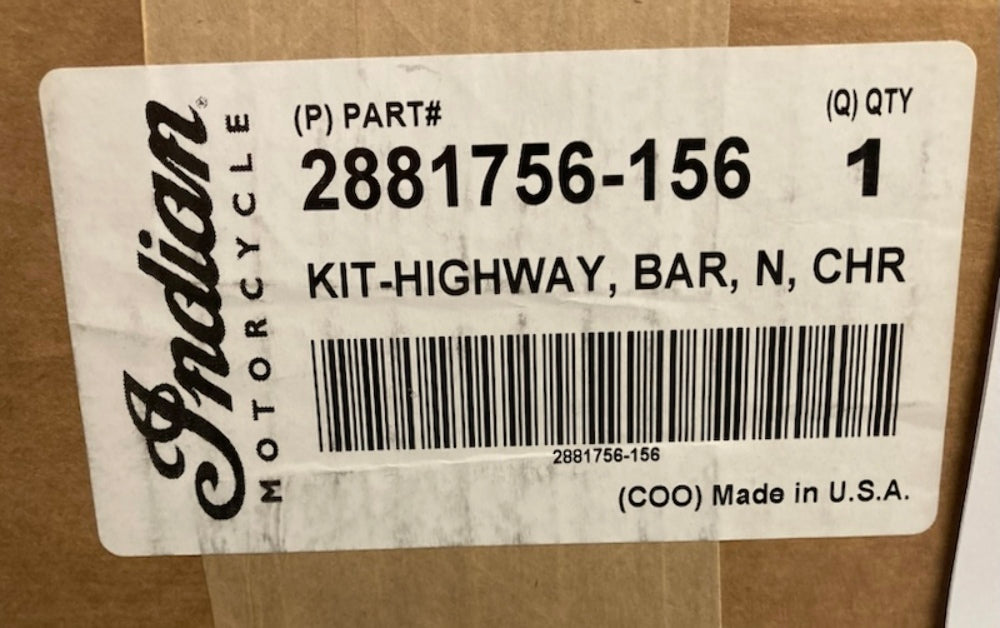 Indian®
MOTORCYCLE
(P) PART#
2881756-156
(Q) QTY
1
KIT-HIGHWAY, BAR, N, CHR
2881756-156
(COO) Made in U.S.A.